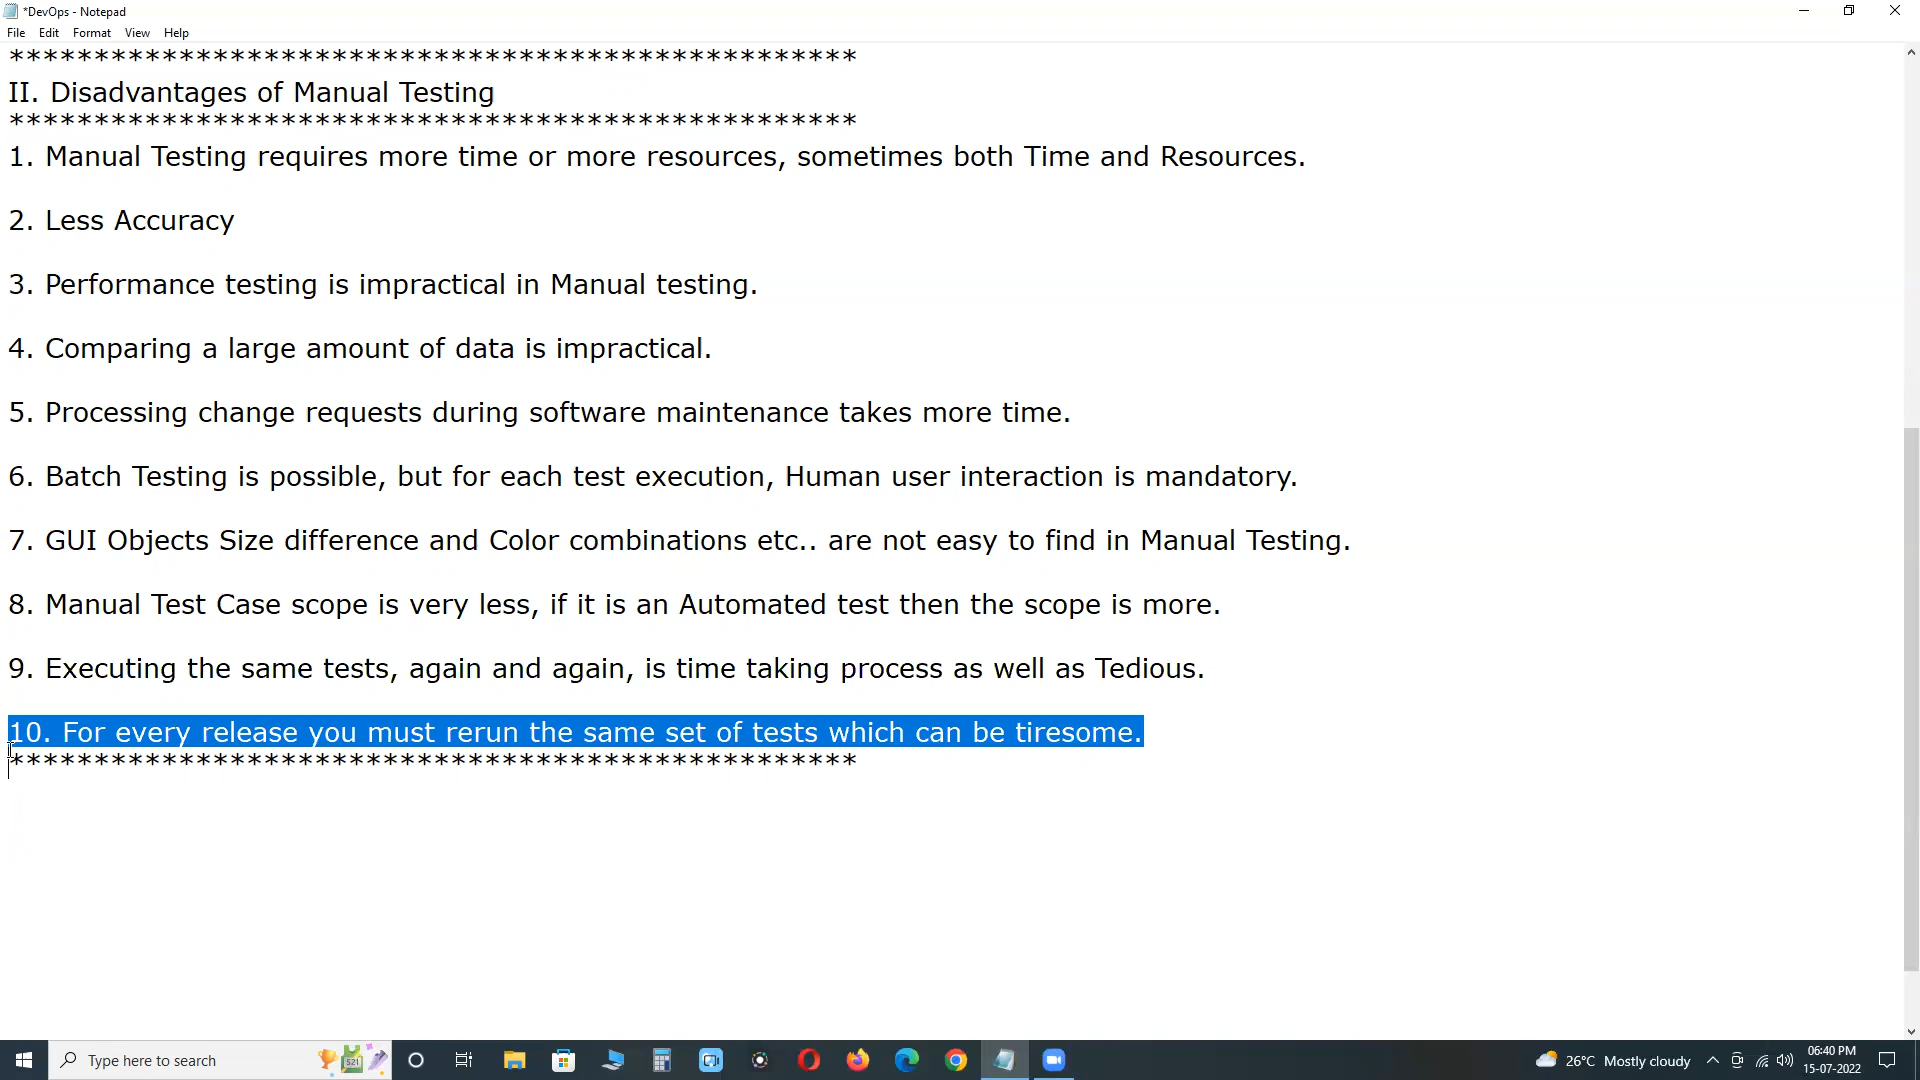 *DevOps - Notepad
File Edit Format View Help
**************************************************
II. Disadvantages of Manual Testing
**************************************************
1. Manual Testing requires more time or more resources, sometimes both Time and Resources.
2. Less Accuracy
3. Performance testing is impractical in Manual testing.
4. Comparing a large amount of data is impractical.
5. Processing change requests during software maintenance takes more time.
6. Batch Testing is possible, but for each test execution, Human user interaction is mandatory.
7. GUI Objects Size difference and Color combinations etc.. are not easy to find in Manual Testing.
8. Manual Test Case scope is very less, if it is an Automated test then the scope is more.
9. Executing the same tests, again and again, is time taking process as well as Tedious.
10. For every release you must rerun the same set of tests which can be tiresome.
**************************************************
Type here to search
26°C Mostly cloudy
06:40 PM
15-07-2022